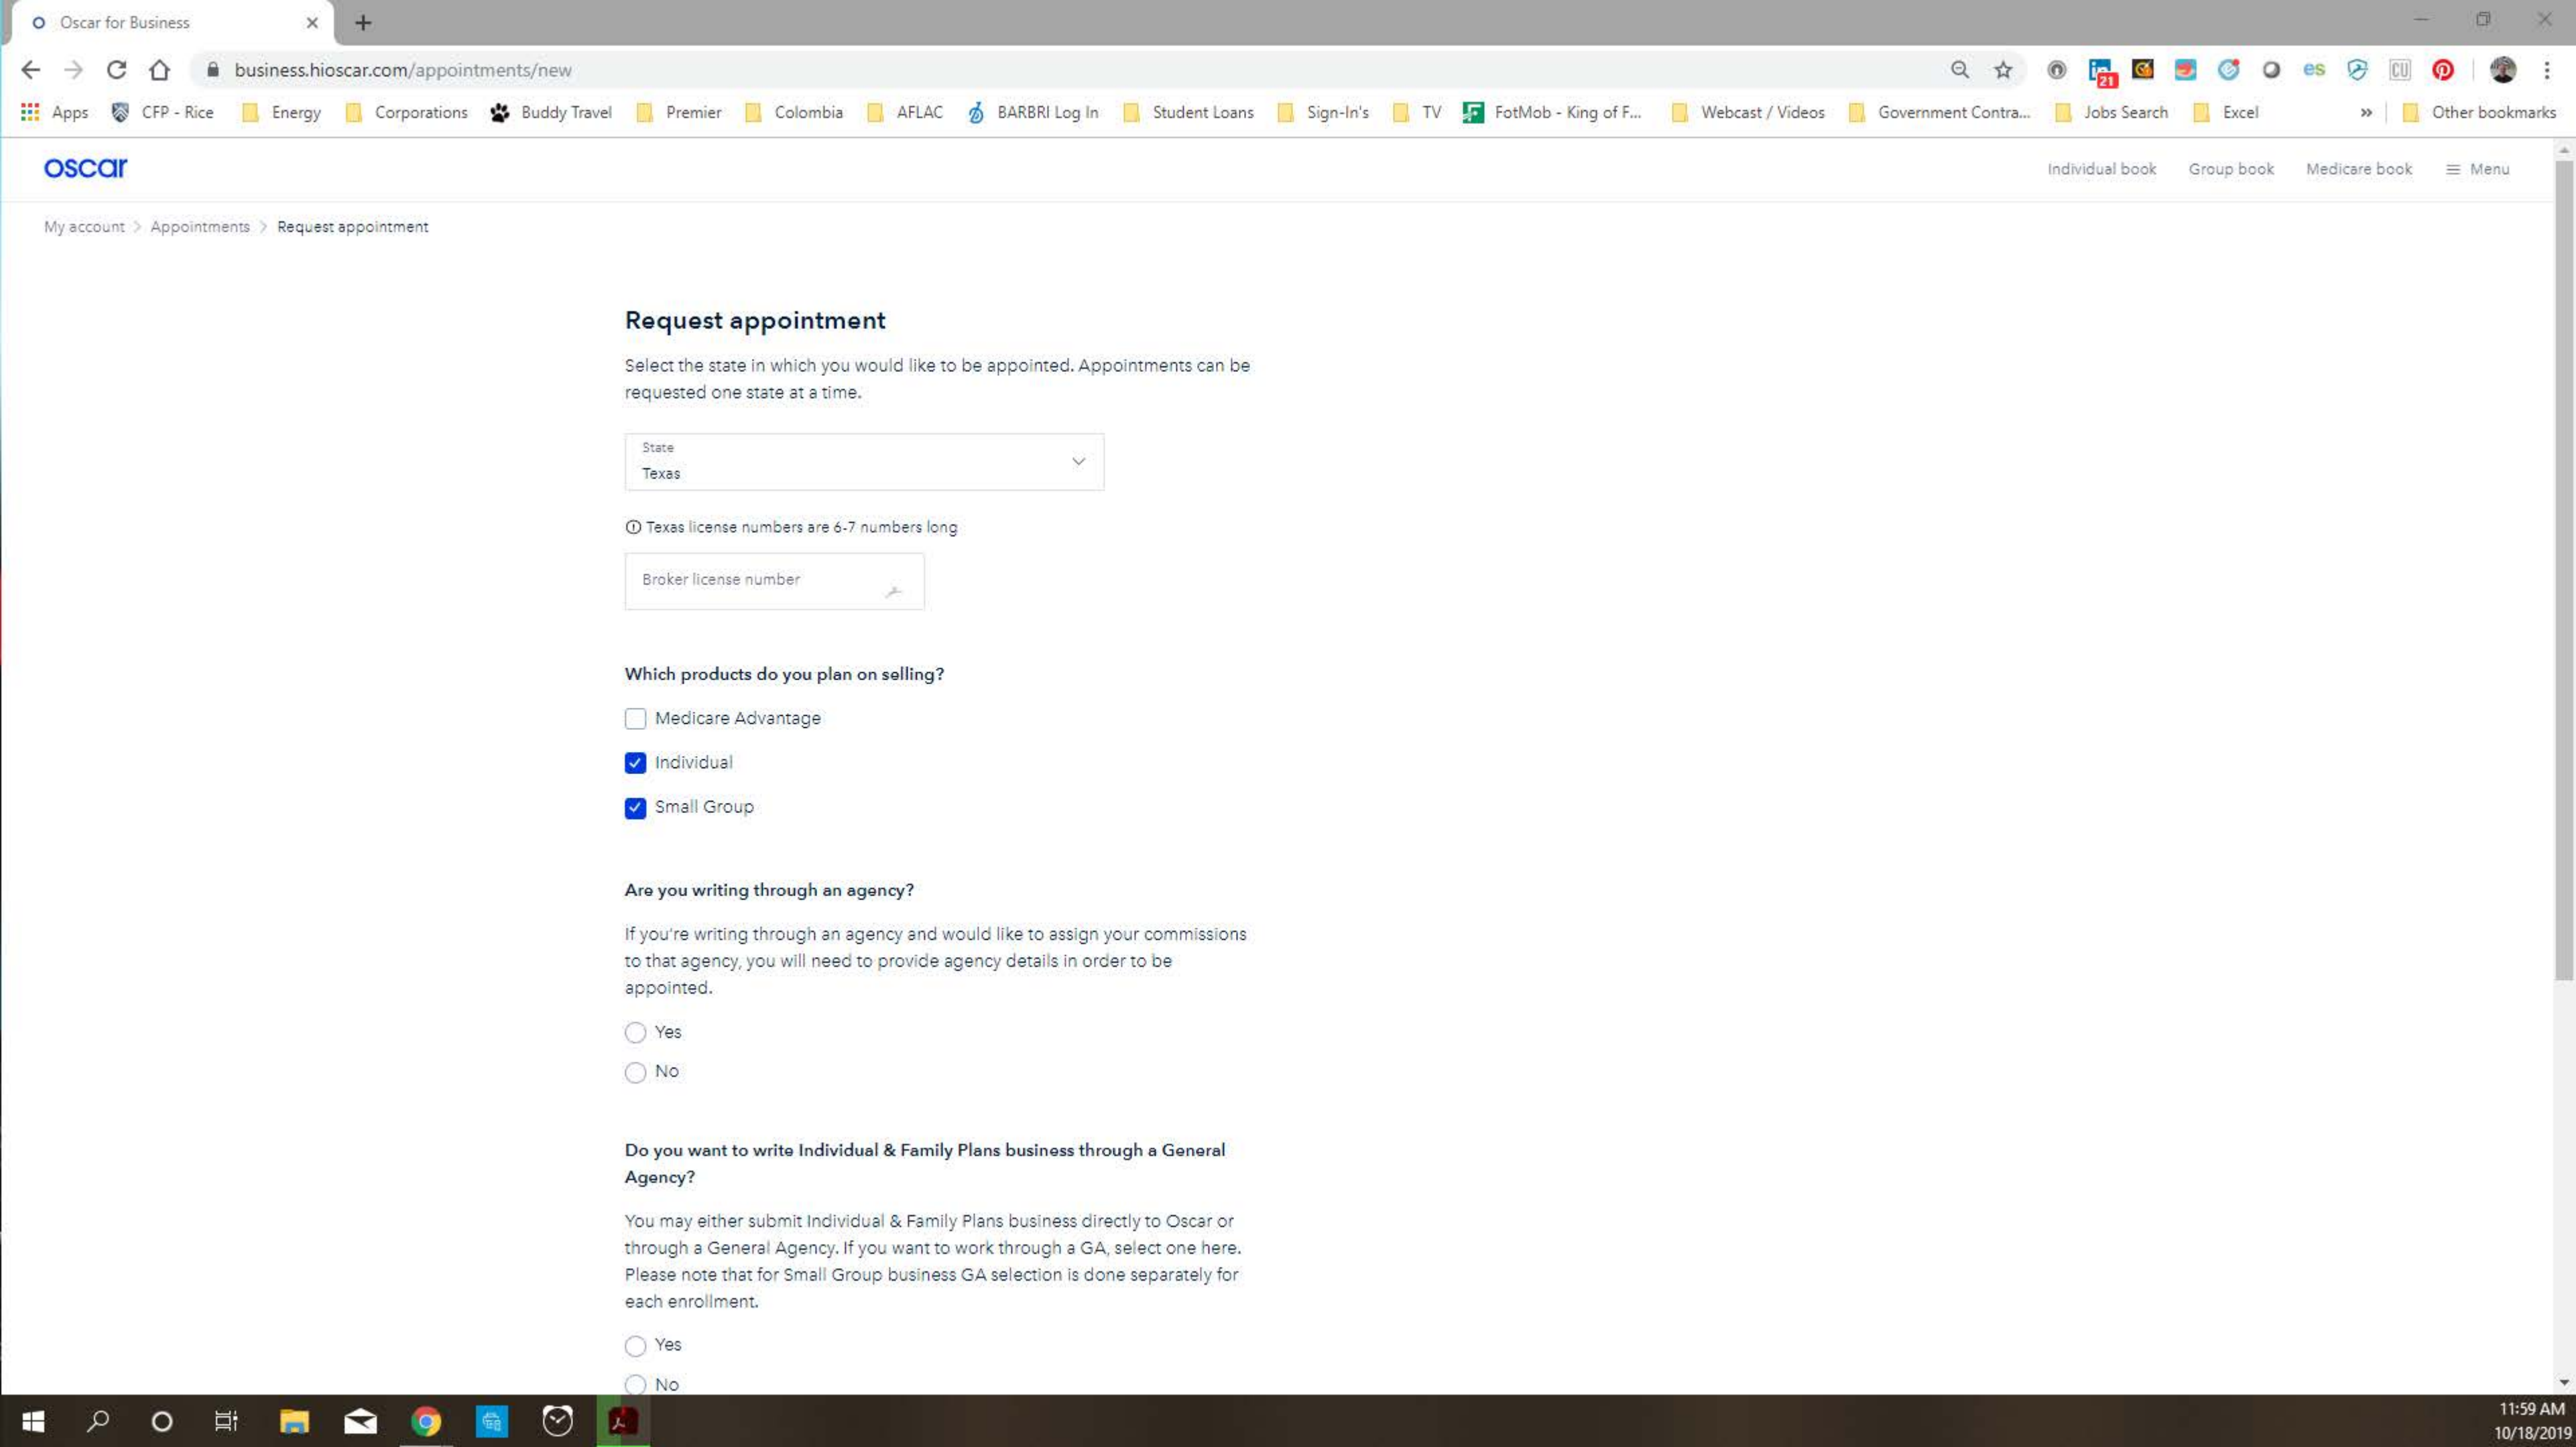 Oscar for Business
business.hioscar.com/appointments/new
21
es
CU
Apps CFP - Rice Energy Corporations Buddy Travel Premier Colombia AFLAC BARBRI Log In Student Loans Sign-In's TV FotMob - King of F... Webcast / Videos Government Contra... Jobs Search Excel » Other bookmarks
oscar
Individual book Group book Medicare book Menu
My account > Appointments > Request appointment
Request appointment
Select the state in which you would like to be appointed. Appointments can be
requested one state at a time.
State
Texas
Texas license numbers are 6-7 numbers long
Broker license number
Which products do you plan on selling?
Medicare Advantage
Individual
Small Group
Are you writing through an agency?
If you're writing through an agency and would like to assign your commissions
to that agency, you will need to provide agency details in order to be
appointed.
Yes
No
Do you want to write Individual & Family Plans business through a General
Agency?
You may either submit Individual & Family Plans business directly to Oscar or
through a General Agency. If you want to work through a GA, select one here.
Please note that for Small Group business GA selection is done separately for
each enrollment.
Yes
No
11:59 AM
10/18/2019